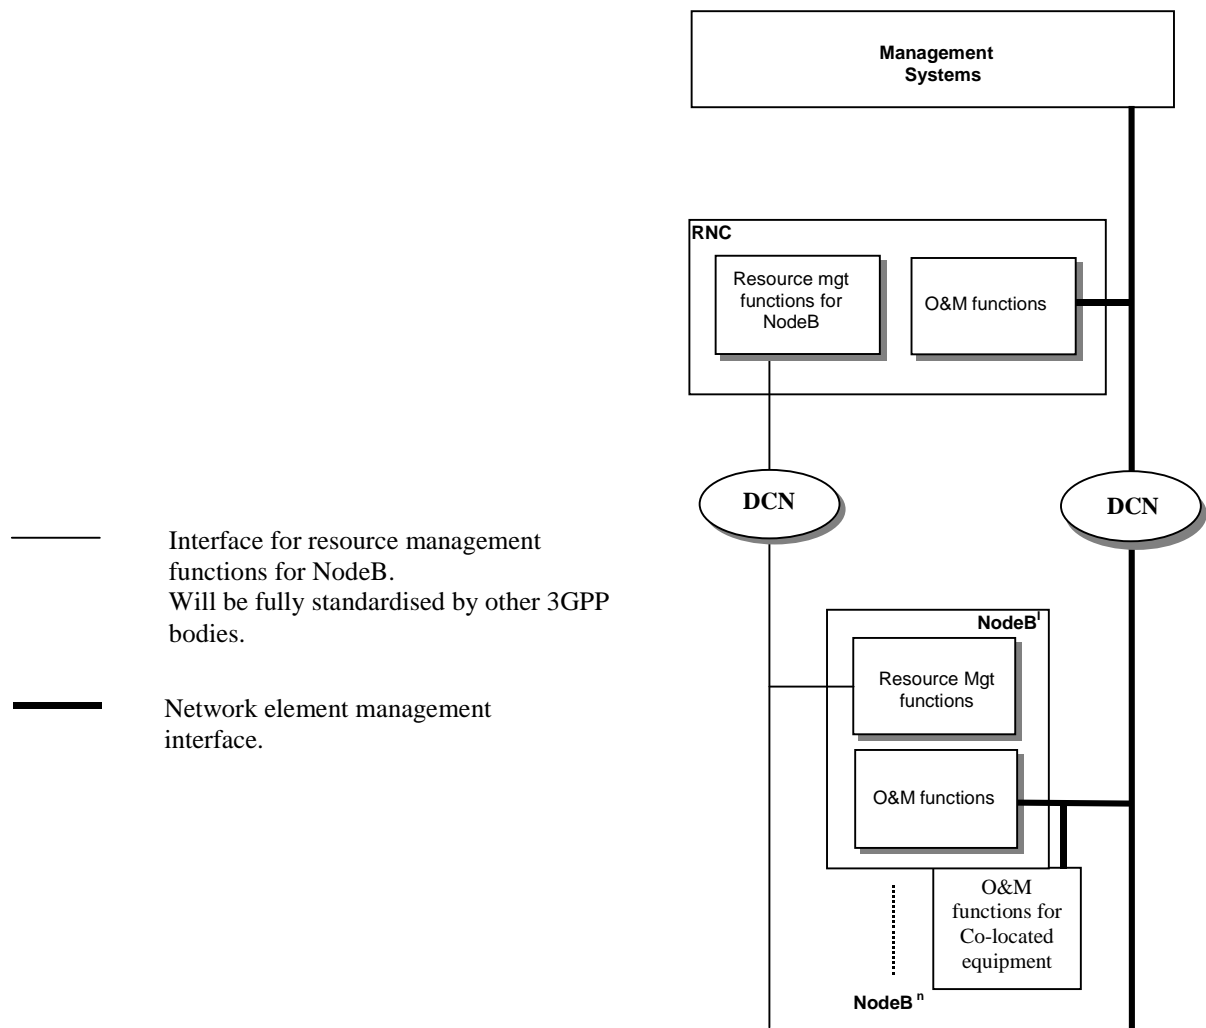 Management
Systems
RNC
Resource mgt
functions for
NodeB
O&M functions
DCN
DCN
Interface for resource management
functions for NodeB.
Will be fully standardised by other 3GPP
bodies.
Network element management
interface.
NodeB l
Resource Mgt
functions
O&M functions
O&M
functions for
Co-located
equipment
NodeB n